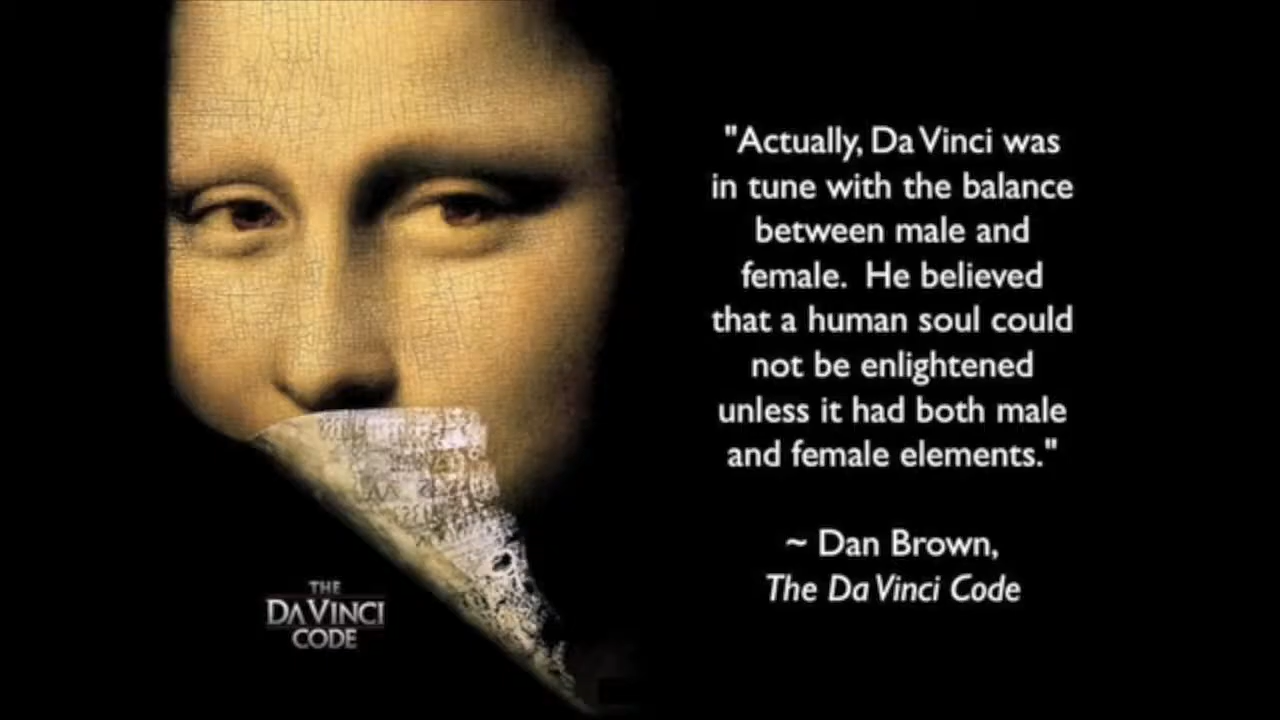 "Actually, Da Vinci was
in tune with the balance
between male and
female.  He believed
that a human soul could
not be enlightened
unless it had both male
and female elements."
~ Dan Brown,
The Da Vinci Code
THE
DA VINCI
CODE